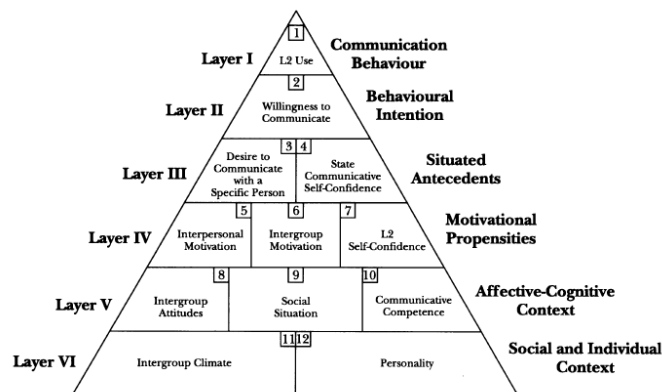 1
Layer I
L2 Use
Communication
Behaviour
2
Layer II
Willingness to
Communicate
Behavioural
Intention
3 4
Layer III
Desire to
Communicate
with a
Specific Person
State
Communicative
Self-Confidence
Situated
Antecedents
5 6 7
Layer IV
Interpersonal
Motivation
Intergroup
Motivation
L2
Self-Confidence
Motivational
Propensities
8 9 10
Layer V
Intergroup
Attitudes
Social
Situation
Communicative
Competence
Affective-Cognitive
Context
11 12
Layer VI
Intergroup Climate
Personality
Social and Individual
Context